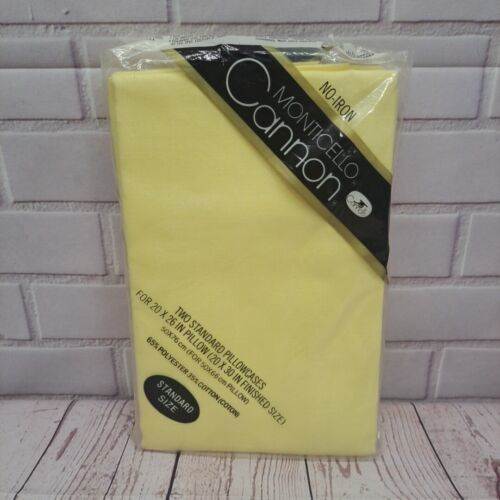 NO-IRON
MONTICELLO
Cannon
TWO STANDARD PILLOWCASES
FOR 20 X 26 IN PILLOW (20 X 30 IN FINISHED SIZE)
50X76 cm (FOR 50X66 cm PILLOW)
65% POLYESTER 35% COTTON (COTON)
STANDARD
SIZE